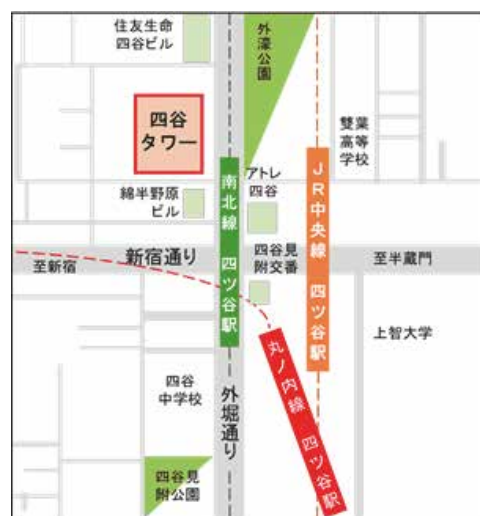 住友生命
四谷ビル
外濠公園
四谷
タワー
雙葉
高等
学校
綿半野原
ビル
アトレ
四谷
南北線 四ツ谷駅
JR中央線 四ツ谷駅
新宿通り
四谷見
附交番
至新宿
至半蔵門
上智大学
丸ノ内線 四ツ谷駅
四谷
中学校
外堀通り
四谷見
附公園